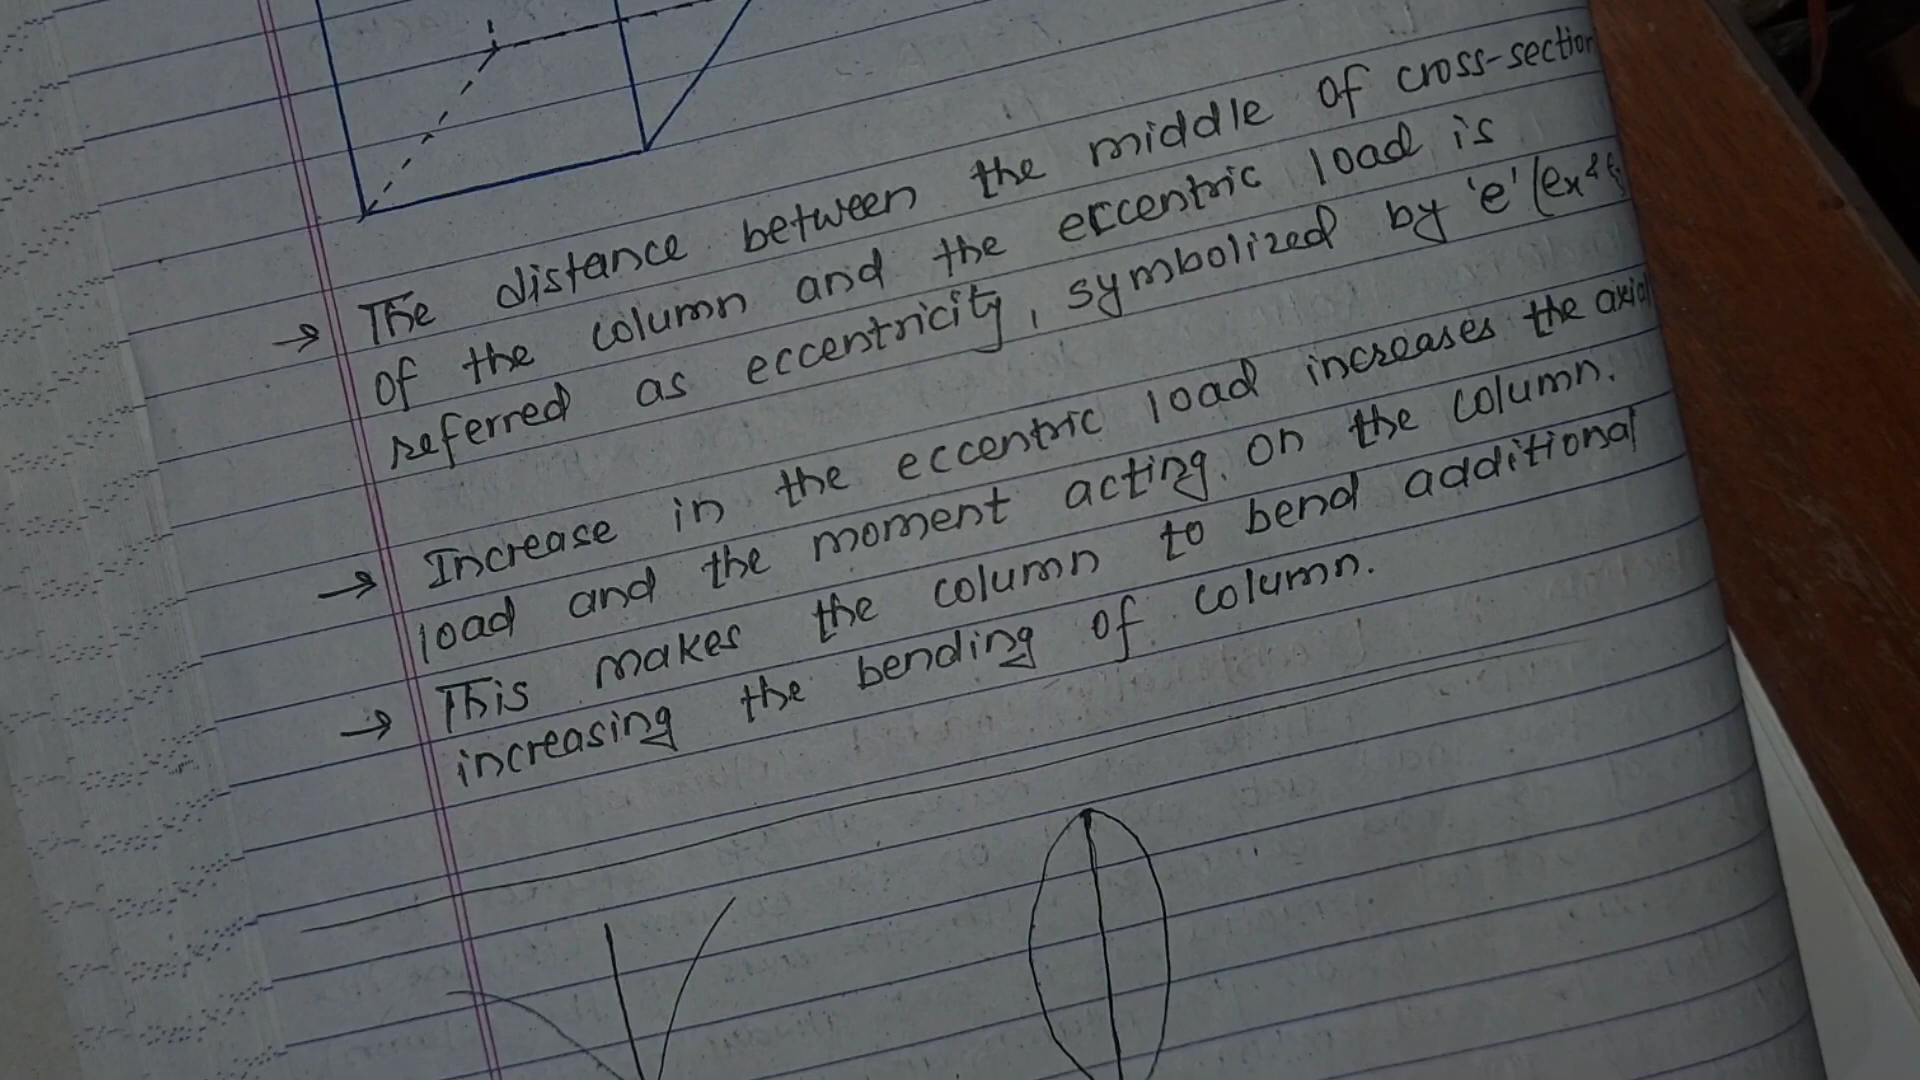 → The distance between the middle of cross-section
of the column and the eccentric load is
referred as eccentricity, symbolized by 'e' (ex &
→ Increase in the eccentric load increases the axial
load and the moment acting on the column.
→ This makes the column to bend additional
increasing the bending of column.